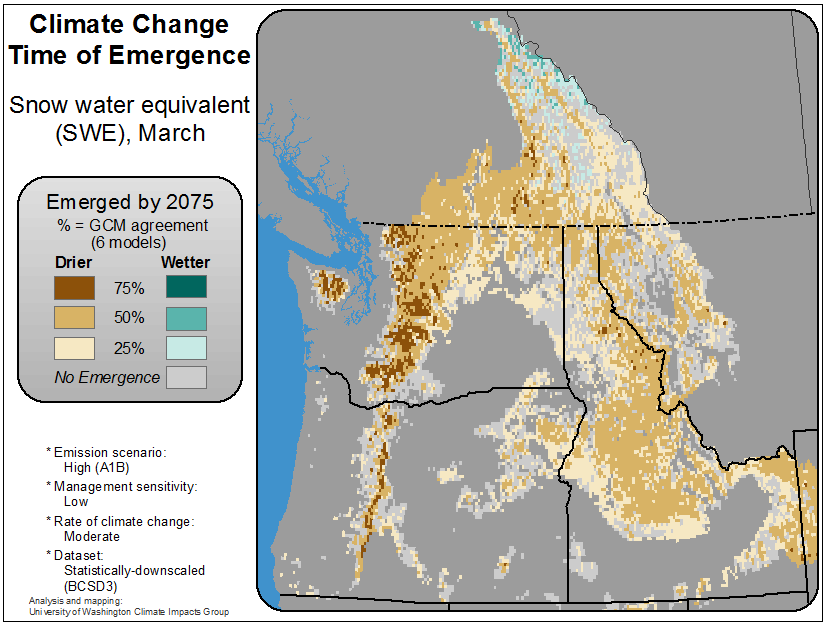 Climate Change
Time of Emergence
Snow water equivalent
(SWE), March
Emerged by 2075
% = GCM agreement
(6 models)
Drier Wetter
75%
50%
25%
No Emergence
* Emission scenario:
High (A1B)
* Management sensitivity:
Low
* Rate of climate change:
Moderate
* Dataset:
Statistically-downscaled
(BCSD3)
Analysis and mapping:
University of Washington Climate Impacts Group